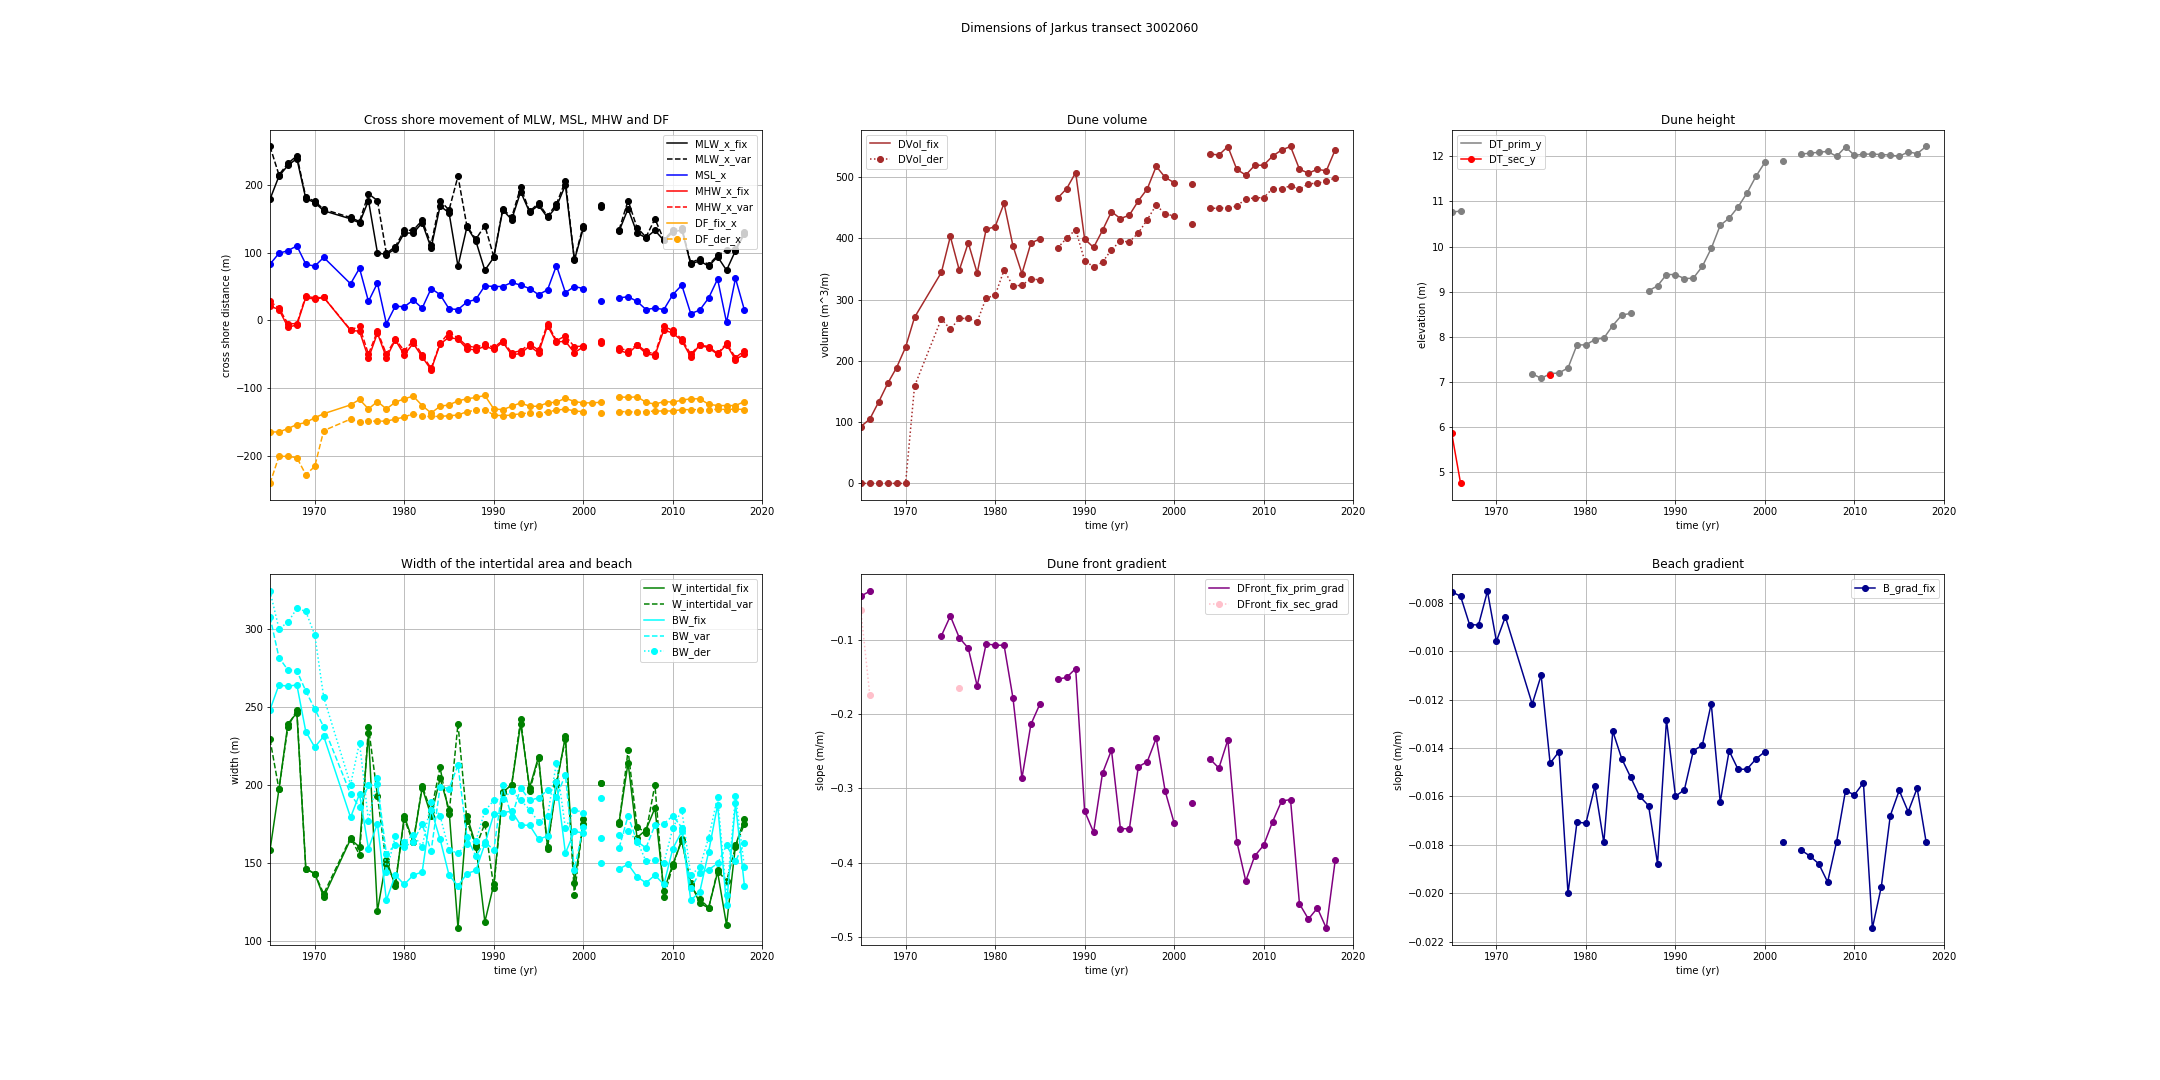 Dimensions of Jarkus transect 3002060
Cross shore movement of MLW, MSL, MHW and DF
MLW_x_fix
MLW_x_var
MSL_x
MHW_x_fix
MHW_x_var
DF_fix_x
DF_der_x
200
100
0
−100
−200
cross shore distance (m)
1970 1980 1990 2000 2010 2020
time (yr)
Dune volume
DVol_fix
DVol_der
500
400
300
200
100
0
volume (m^3/m)
1970 1980 1990 2000 2010 2020
time (yr)
Dune height
DT_prim_y
DT_sec_y
12
11
10
9
8
7
6
5
elevation (m)
1970 1980 1990 2000 2010 2020
time (yr)
Width of the intertidal area and beach
W_intertidal_fix
W_intertidal_var
BW_fix
BW_var
BW_der
300
250
200
150
100
width (m)
1970 1980 1990 2000 2010 2020
time (yr)
Dune front gradient
DFront_fix_prim_grad
DFront_fix_sec_grad
−0.1
−0.2
−0.3
−0.4
−0.5
slope (m/m)
1970 1980 1990 2000 2010 2020
time (yr)
Beach gradient
B_grad_fix
−0.008
−0.010
−0.012
−0.014
−0.016
−0.018
−0.020
−0.022
slope (m/m)
1970 1980 1990 2000 2010 2020
time (yr)